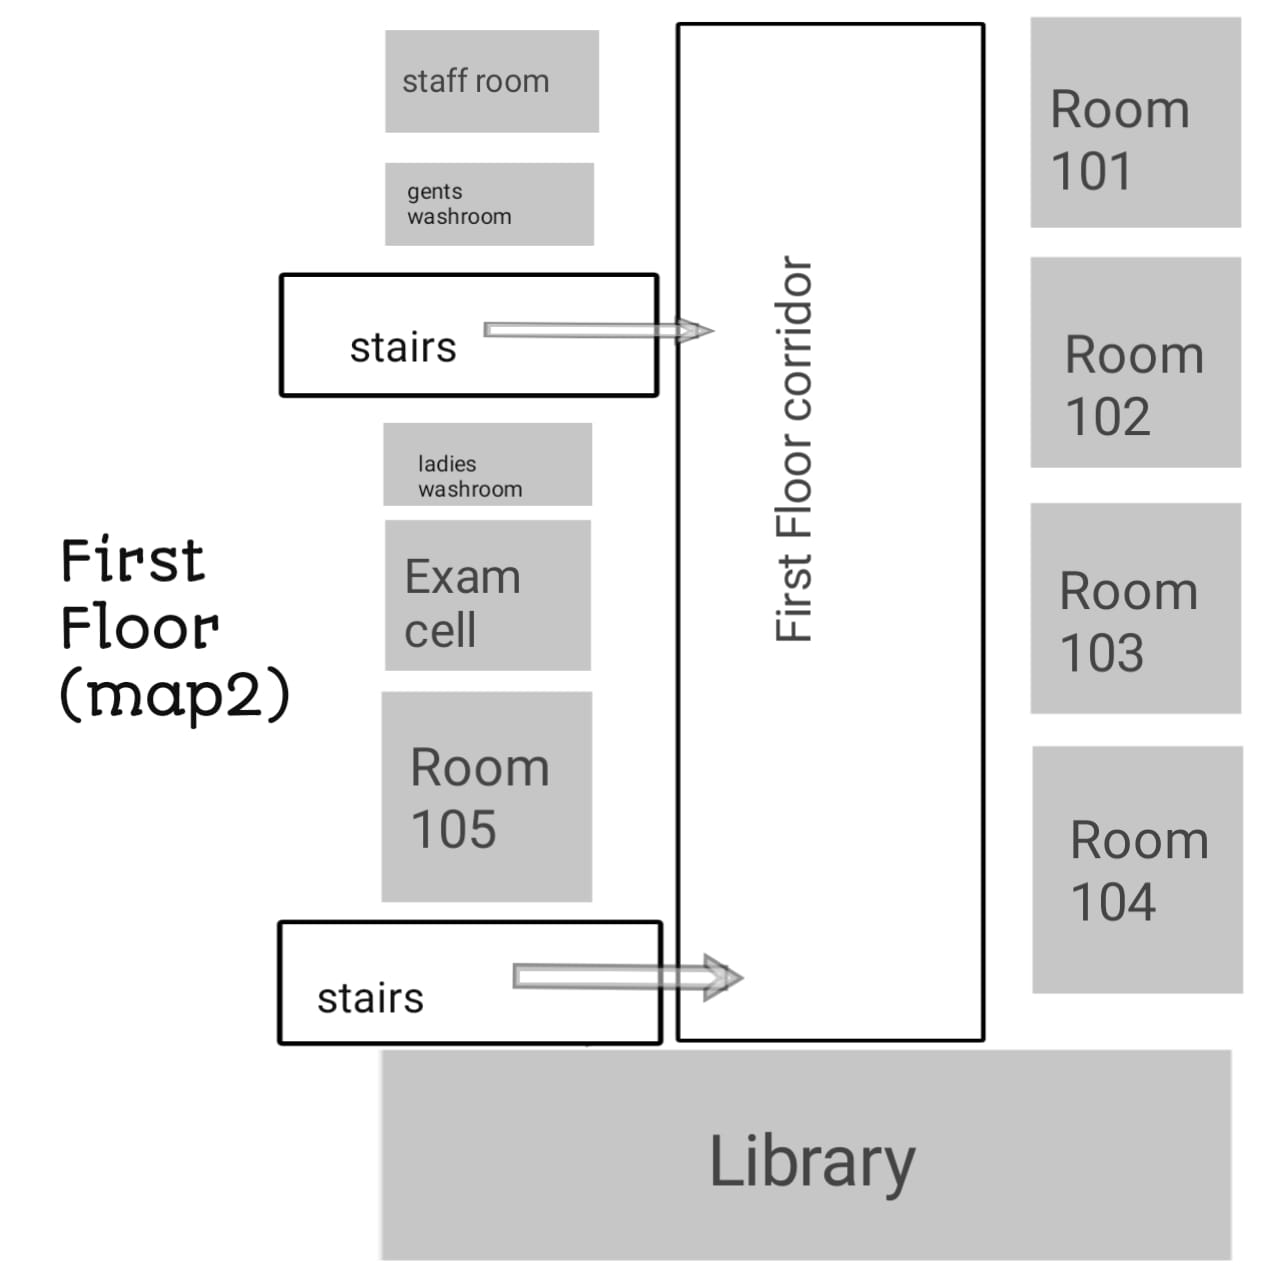 staff room
gents
washroom
stairs
ladies
washroom
Exam
cell
Room
105
stairs
First
Floor
(map2)
First Floor corridor
Room
101
Room
102
Room
103
Room
104
Library